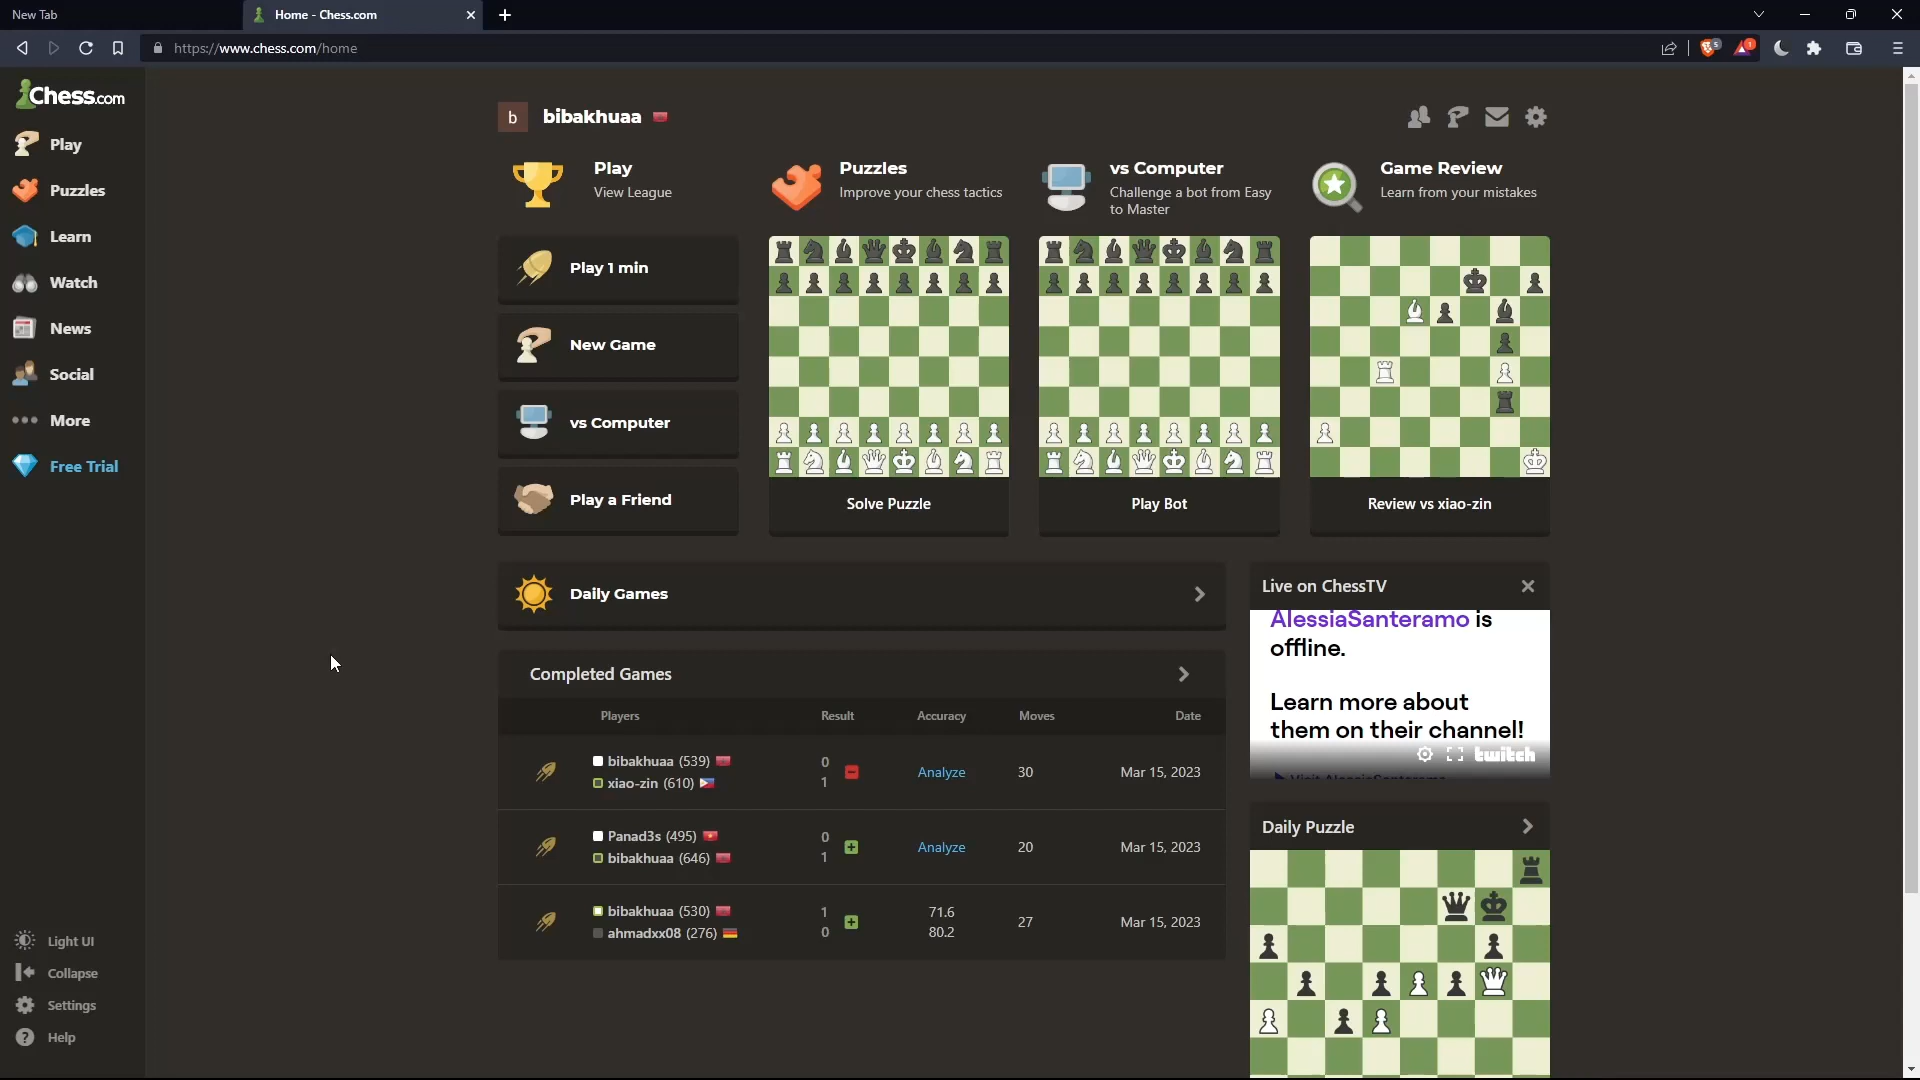 New Tab
Home - Chess.com
https://www.chess.com/home
5
1
Chess.com
Play
Puzzles
Learn
Watch
News
Social
More
Free Trial
Light UI
Collapse
Settings
Help
b
bibakhuaa
Play
View League
Puzzles
Improve your chess tactics
vs Computer
Challenge a bot from Easy
to Master
Game Review
Learn from your mistakes
Play 1 min
New Game
vs Computer
Play a Friend
Solve Puzzle
Play Bot
Review vs xiao-zin
Daily Games
Completed Games
Players Result Accuracy Moves Date
bibakhuaa (539) 0
xiao-zin (610) 1
Analyze 30 Mar 15, 2023
Panad3s (495) 0
bibakhuaa (646) 1
Analyze 20 Mar 15, 2023
bibakhuaa (530) 1 71.6
ahmadxx08 (276) 0 80.2
27 Mar 15, 2023
Live on ChessTV
AlessiaSanteramo is
offline.
Learn more about
them on their channel!
twitch
Daily Puzzle